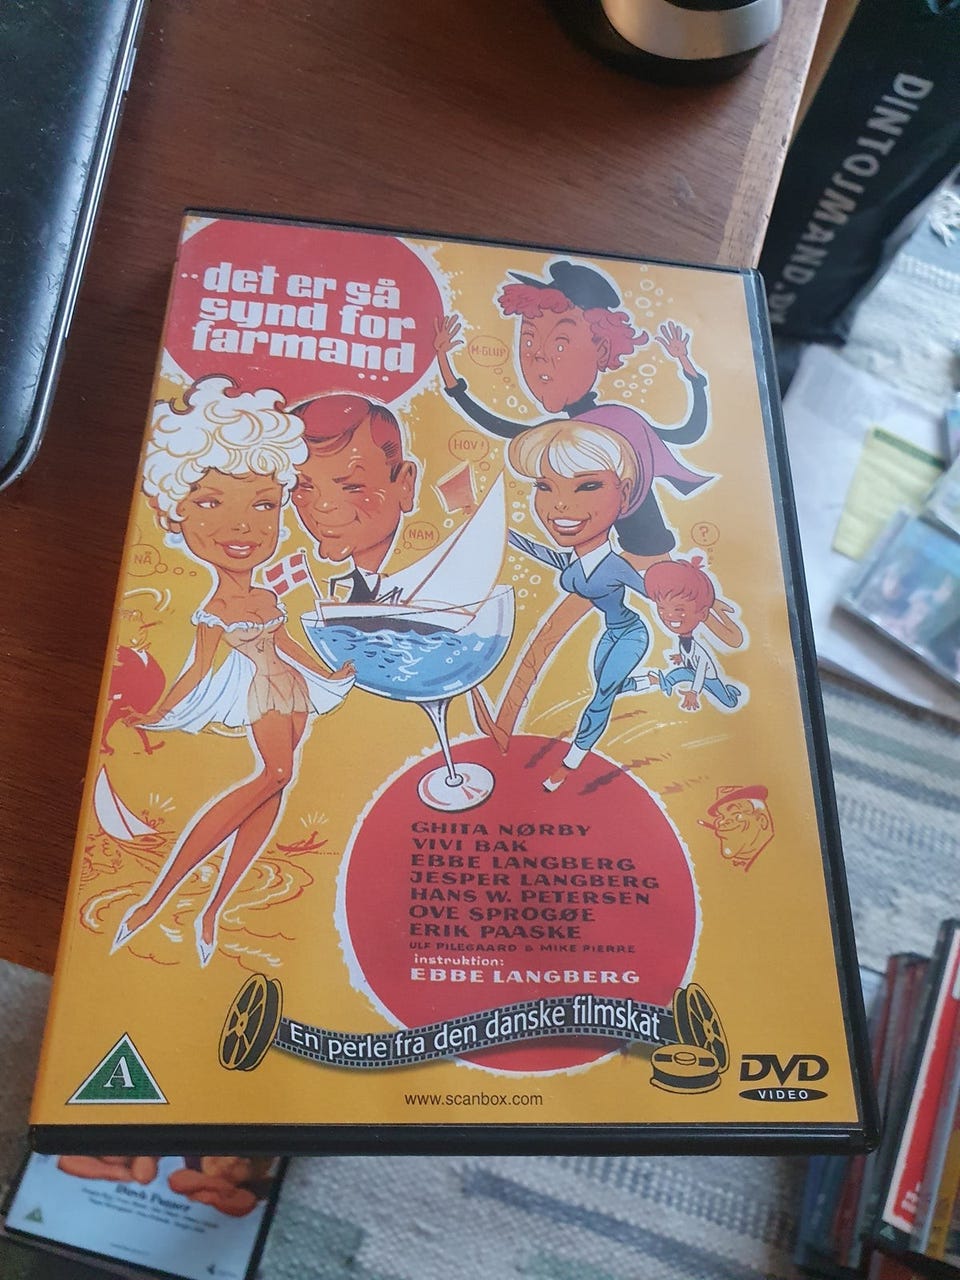 DINTOJMAND.D
..det er så
synd for
farmand
...
M-GLUP
HOV!
NAM
NÅ
?
GHITA NØRBY
VIVI BAK
EBBE LANGBERG
JESPER LANGBERG
HANS W. PETERSEN
OVE SPROGØE
ERIK PAASKE
ULF PILEGAARD & MIKE PIERRE
instruktion:
EBBE LANGBERG
En perle fra den danske filmskat
A
www.scanbox.com
DVD
VIDEO
Dirch Passer